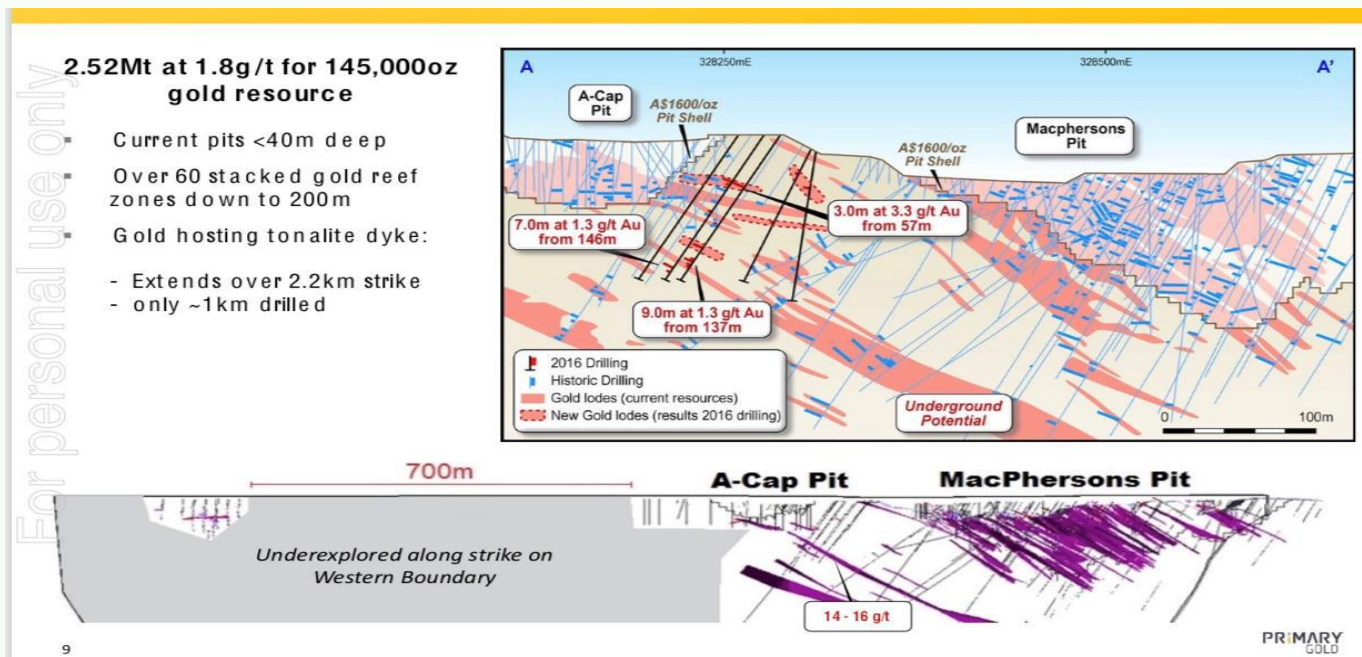 For personal use only
2.52Mt at 1.8g/t for 145,000oz
gold resource
Current pits <40m deep
Over 60 stacked gold reef
zones down to 200m
Gold hosting tonalite dyke:
- Extends over 2.2km strike
- only ~1km drilled
A
328250mE
328500mE
A'
A-Cap
Pit
A$1600/oz
Pit Shell
A$1600/oz
Pit Shell
Macphersons
Pit
7.0m at 1.3 g/t Au
from 146m
3.0m at 3.3 g/t Au
from 57m
9.0m at 1.3 g/t Au
from 137m
2016 Drilling
Historic Drilling
Gold lodes (current resources)
New Gold lodes (results 2016 drilling)
Underground
Potential
0
100m
700m
A-Cap Pit
MacPhersons Pit
Underexplored along strike on
Western Boundary
14 - 16 g/t
9
PRiMARY
GOLD